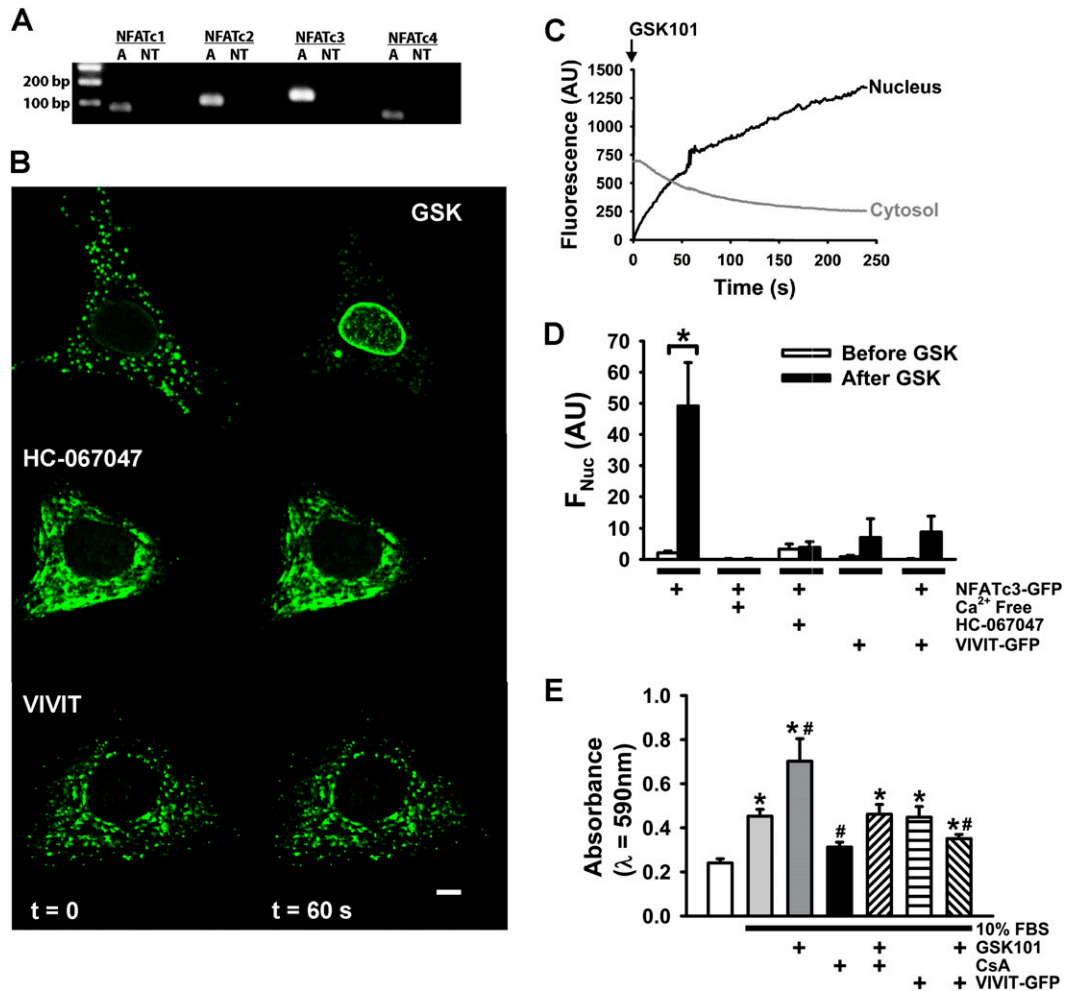 A
NFATc1 NFATc2 NFATc3 NFATc4
A NT A NT A NT A NT
200 bp
100 bp
B
GSK
HC-067047
VIVIT
t = 0 t = 60 s
C
GSK101
Fluorescence (AU)
1500
1250
1000
750
500
250
0
Nucleus
Cytosol
0 50 100 150 200 250
Time (s)
D
F Nuc (AU)
70
60
50
40
30
20
10
0
*
Before GSK
After GSK
+ + + + NFATc3-GFP
+ Ca2+ Free
+ HC-067047
+ + VIVIT-GFP
E
Absorbance
(λ = 590nm)
1.0
0.8
0.6
0.4
0.2
0.0
* *# # * * *#
10% FBS
+ + + GSK101
+ + CsA
+ + VIVIT-GFP